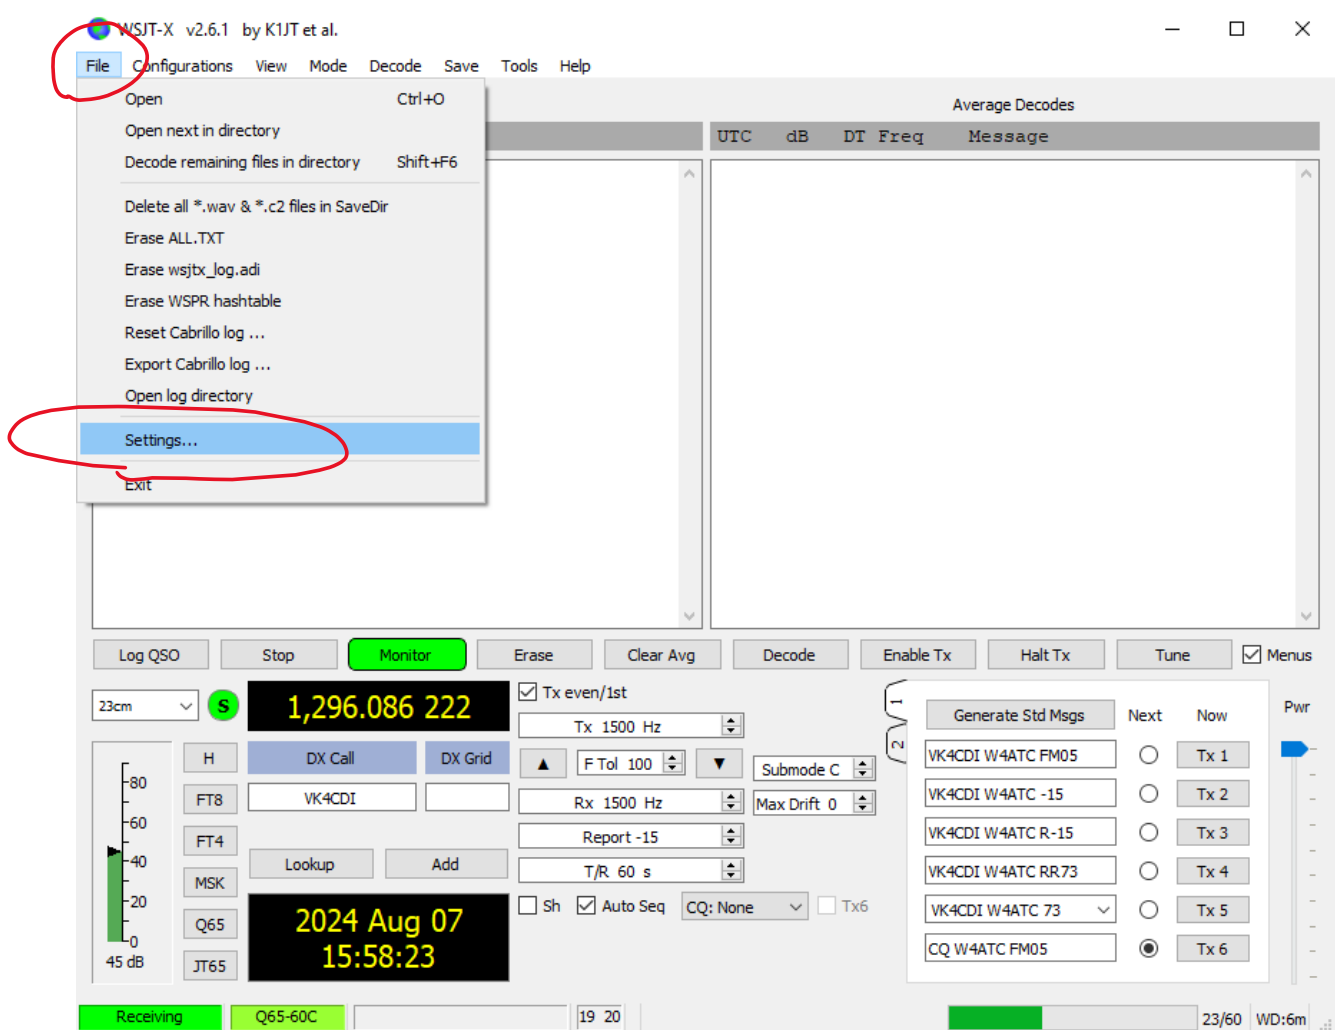 WSJT-X v2.6.1 by K1JT et al.
File Configurations View Mode Decode Save Tools Help
Open Ctrl+O
Open next in directory
Decode remaining files in directory Shift+F6
Delete all *.wav & *.c2 files in SaveDir
Erase ALL.TXT
Erase wsjtx_log.adi
Erase WSPR hashtable
Reset Cabrillo log ...
Export Cabrillo log ...
Open log directory
Settings...
Exit
Average Decodes
UTC dB DT Freq Message
Log QSO Stop Monitor Erase Clear Avg Decode Enable Tx Halt Tx Tune Menus
23cm S 1,296.086 222
H DX Call DX Grid
FT8 VK4CDI
FT4
MSK Lookup Add
Q65 2024 Aug 07
JT65 15:58:23
-80
-60
-40
-20
-0
45 dB
Tx even/1st
Tx 1500 Hz
F Tol 100 Submode C
Rx 1500 Hz Max Drift 0
Report -15
T/R 60 s
Sh Auto Seq CQ: None Tx6
1
2
Generate Std Msgs Next Now Pwr
VK4CDI W4ATC FM05 Tx 1
VK4CDI W4ATC -15 Tx 2
VK4CDI W4ATC R-15 Tx 3
VK4CDI W4ATC RR73 Tx 4
VK4CDI W4ATC 73 Tx 5
CQ W4ATC FM05 Tx 6
Receiving Q65-60C 19 20 23/60 WD:6m